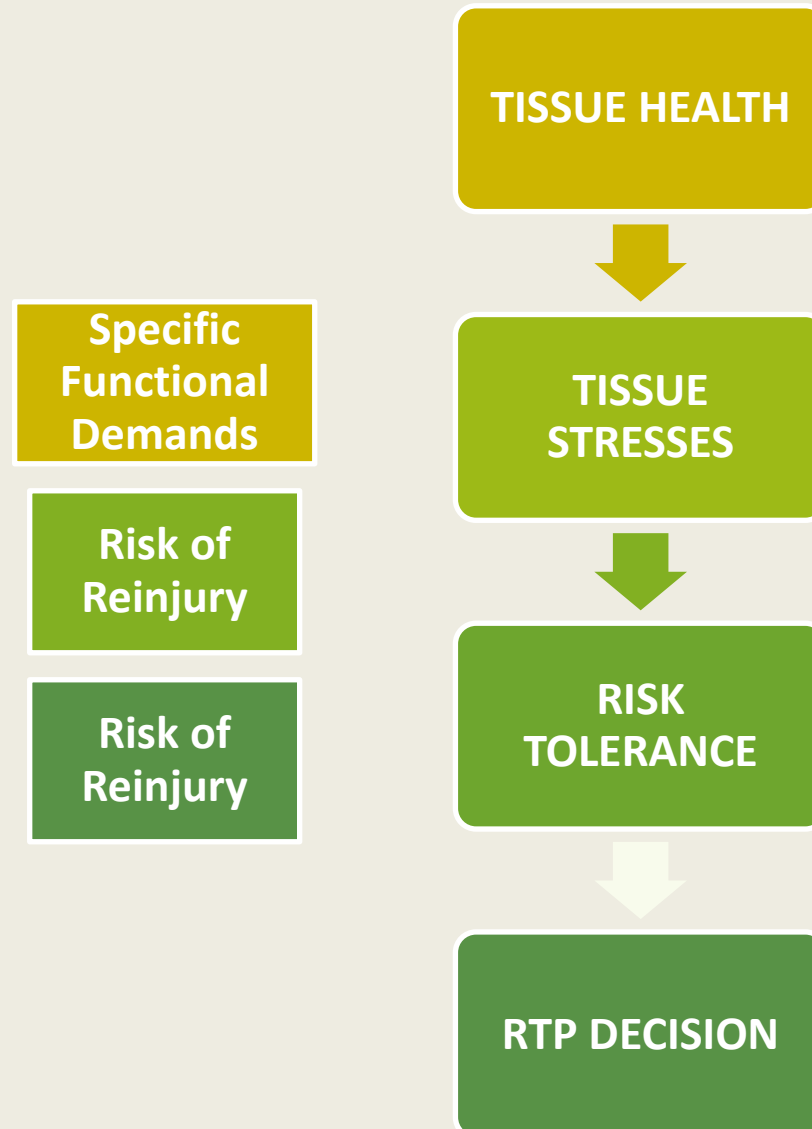 TISSUE HEALTH
Specific
Functional
Demands
TISSUE
STRESSES
Risk of
Reinjury
RISK
TOLERANCE
Risk of
Reinjury
RTP DECISION